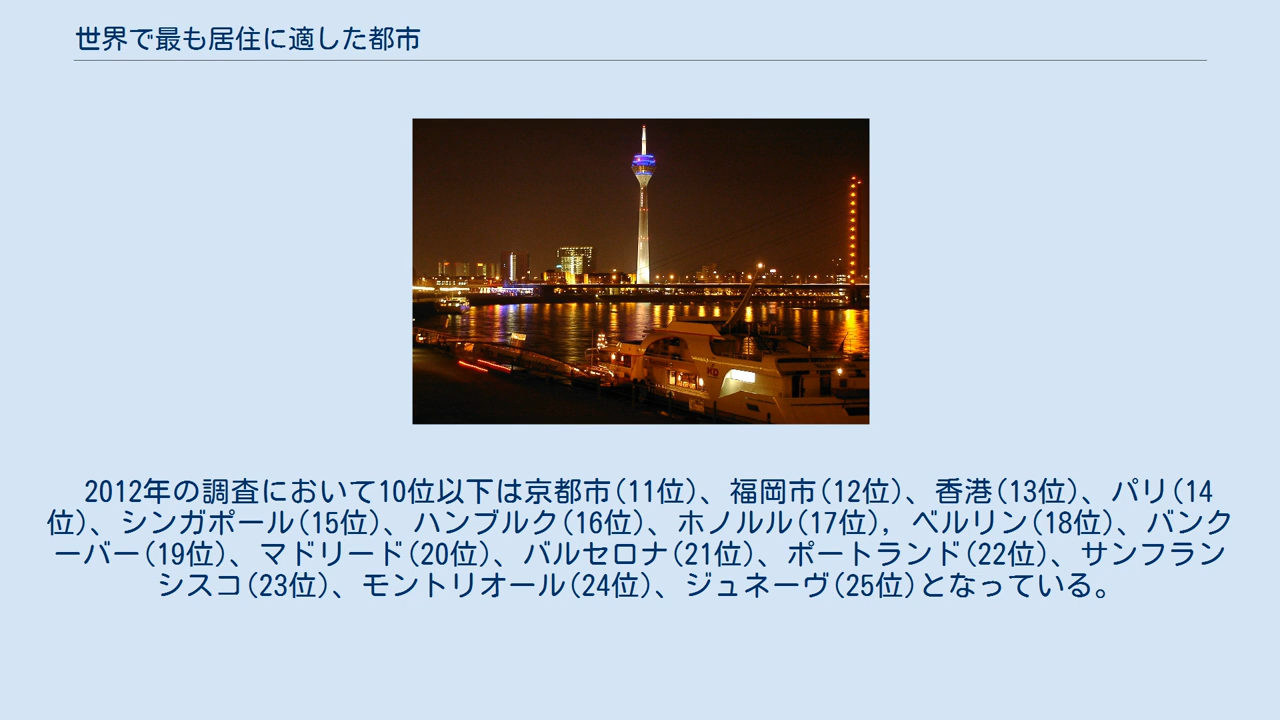 世界で最も居住に適した都市
KD
2012年の調査において10位以下は京都市(11位)、福岡市(12位)、香港(13位)、パリ(14
位)、シンガポール(15位)、ハンブルク(16位)、ホノルル(17位), ベルリン(18位)、バンク
ーバー(19位)、マドリード(20位)、バルセロナ(21位)、ポートランド(22位)、サンフラン
シスコ(23位)、モントリオール(24位)、ジュネーヴ(25位)となっている。